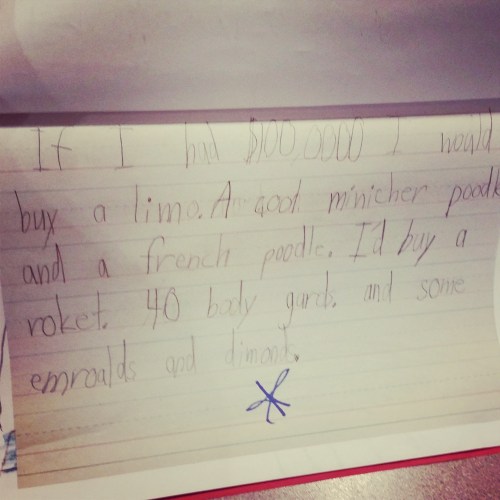 If I had $100,0000 I would
buy a limo. A minicher poodle
and a french poodle. I'd buy a
roket. 40 body gards. and some
emroalds and dimonds.